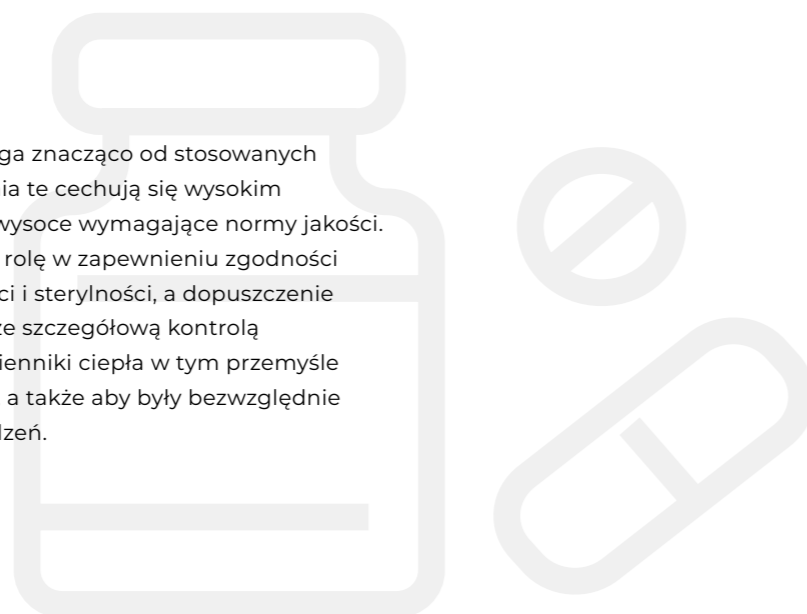 ga znacząco od stosowanych
ia te cechują się wysokim
wysoce wymagające normy jakości.
rolę w zapewnieniu zgodności
ci i sterylności, a dopuszczenie
że szczegółową kontrolą
ienniki ciepła w tym przemyśle
a także aby były bezwzględnie
dzeń.